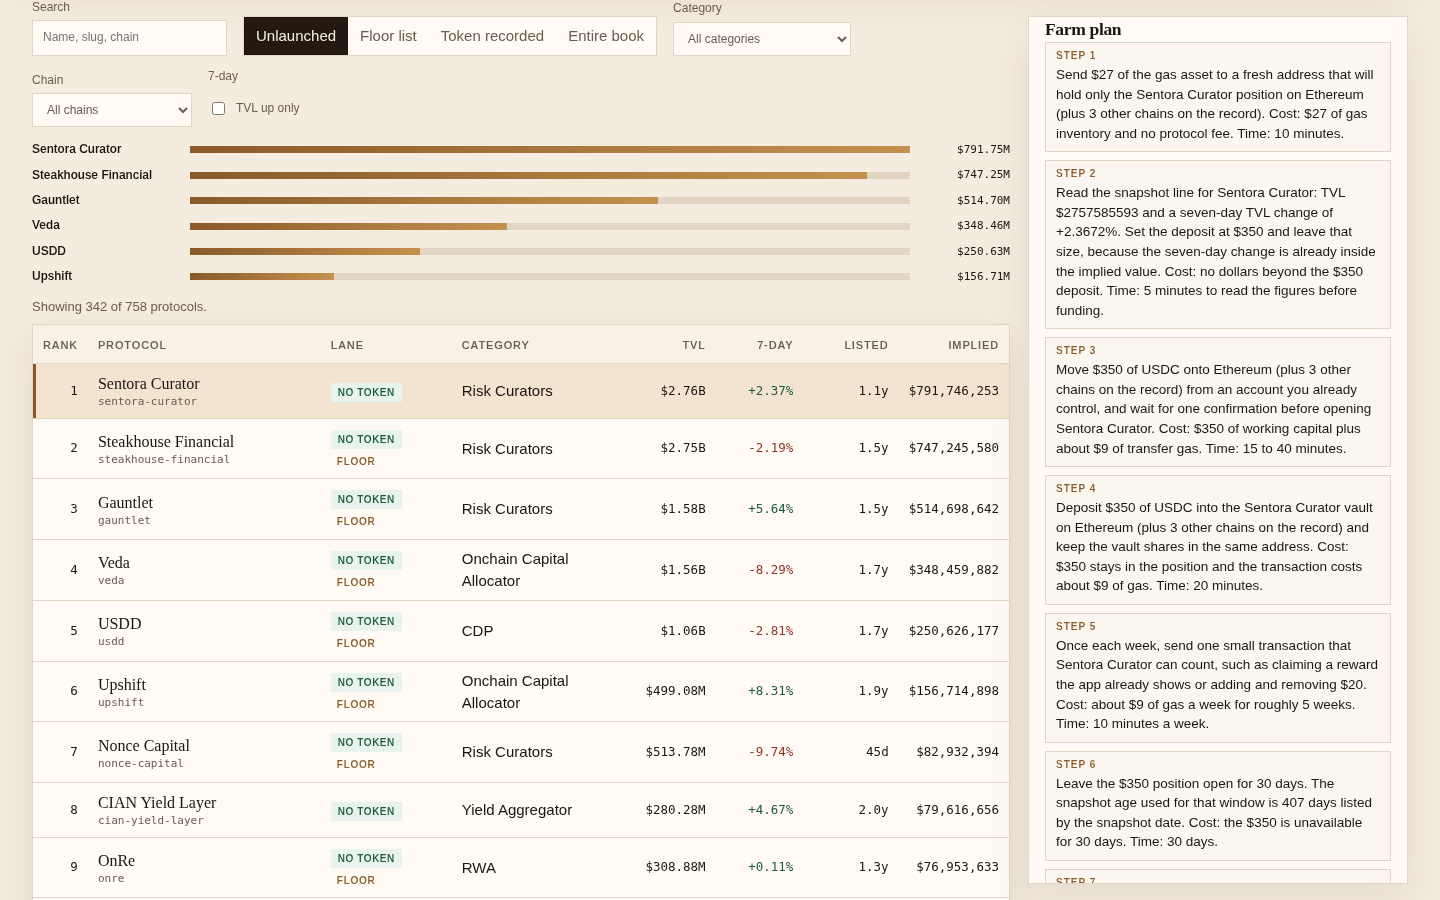 Search
Name, slug, chain
Unlaunched
Floor list
Token recorded
Entire book
Category
All categories
Chain
All chains
7-day
TVL up only
Sentora Curator $791.75M
Steakhouse Financial $747.25M
Gauntlet $514.70M
Veda $348.46M
USDD $250.63M
Upshift $156.71M
Showing 342 of 758 protocols.
RANK PROTOCOL LANE CATEGORY TVL 7-DAY LISTED IMPLIED
1 Sentora Curator NO TOKEN Risk Curators $2.76B +2.37% 1.1y $791,746,253
sentora-curator
2 Steakhouse Financial NO TOKEN Risk Curators $2.75B -2.19% 1.5y $747,245,580
steakhouse-financial FLOOR
3 Gauntlet NO TOKEN Risk Curators $1.58B +5.64% 1.5y $514,698,642
gauntlet FLOOR
4 Veda NO TOKEN Onchain Capital $1.56B -8.29% 1.7y $348,459,882
veda FLOOR Allocator
5 USDD NO TOKEN CDP $1.06B -2.81% 1.7y $250,626,177
usdd FLOOR
6 Upshift NO TOKEN Onchain Capital $499.08M +8.31% 1.9y $156,714,898
upshift FLOOR Allocator
7 Nonce Capital NO TOKEN Risk Curators $513.78M -9.74% 45d $82,932,394
nonce-capital FLOOR
8 CIAN Yield Layer NO TOKEN Yield Aggregator $280.28M +4.67% 2.0y $79,616,656
cian-yield-layer
9 OnRe NO TOKEN RWA $308.88M +0.11% 1.3y $76,953,633
onre FLOOR
Farm plan
STEP 1
Send $27 of the gas asset to a fresh address that will
hold only the Sentora Curator position on Ethereum
(plus 3 other chains on the record). Cost: $27 of gas
inventory and no protocol fee. Time: 10 minutes.
STEP 2
Read the snapshot line for Sentora Curator: TVL
$2757585593 and a seven-day TVL change of
+2.3672%. Set the deposit at $350 and leave that
size, because the seven-day change is already inside
the implied value. Cost: no dollars beyond the $350
deposit. Time: 5 minutes to read the figures before
funding.
STEP 3
Move $350 of USDC onto Ethereum (plus 3 other
chains on the record) from an account you already
control, and wait for one confirmation before opening
Sentora Curator. Cost: $350 of working capital plus
about $9 of transfer gas. Time: 15 to 40 minutes.
STEP 4
Deposit $350 of USDC into the Sentora Curator vault
on Ethereum (plus 3 other chains on the record) and
keep the vault shares in the same address. Cost:
$350 stays in the position and the transaction costs
about $9 of gas. Time: 20 minutes.
STEP 5
Once each week, send one small transaction that
Sentora Curator can count, such as claiming a reward
the app already shows or adding and removing $20.
Cost: about $9 of gas a week for roughly 5 weeks.
Time: 10 minutes a week.
STEP 6
Leave the $350 position open for 30 days. The
snapshot age used for that window is 407 days listed
by the snapshot date. Cost: the $350 is unavailable
for 30 days. Time: 30 days.
STEP 7